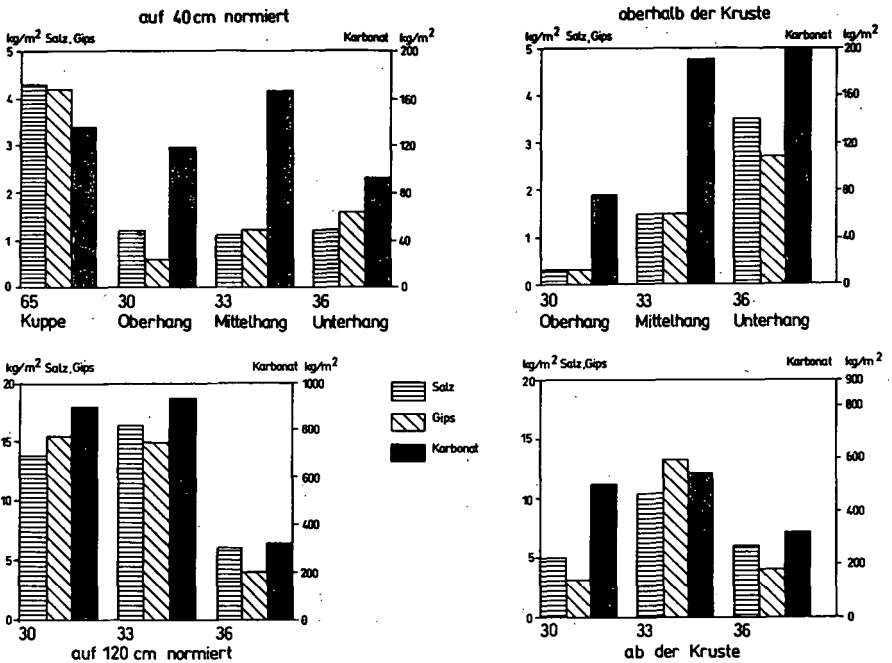 auf 40cm normiert
kg/m² Salz, Gips
Karbonat kg/m²
5
4
3
2
1
0
200
160
120
80
40
0
65
30
33
36
Kuppe
Oberhang
Mittelhang
Unterhang
oberhalb der Kruste
kg/m² Salz, Gips
Karbonat kg/m²
5
4
3
2
1
0
200
160
120
80
40
0
30
33
36
Oberhang
Mittelhang
Unterhang
kg/m² Salz, Gips
Karbonat kg/m²
20
15
10
5
0
1000
800
600
400
200
0
30
33
36
auf 120 cm normiert
Salz
Gips
Karbonat
kg/m² Salz, Gips
Karbonat kg/m²
20
15
10
5
0
900
800
600
400
200
0
30
33
36
ab der Kruste